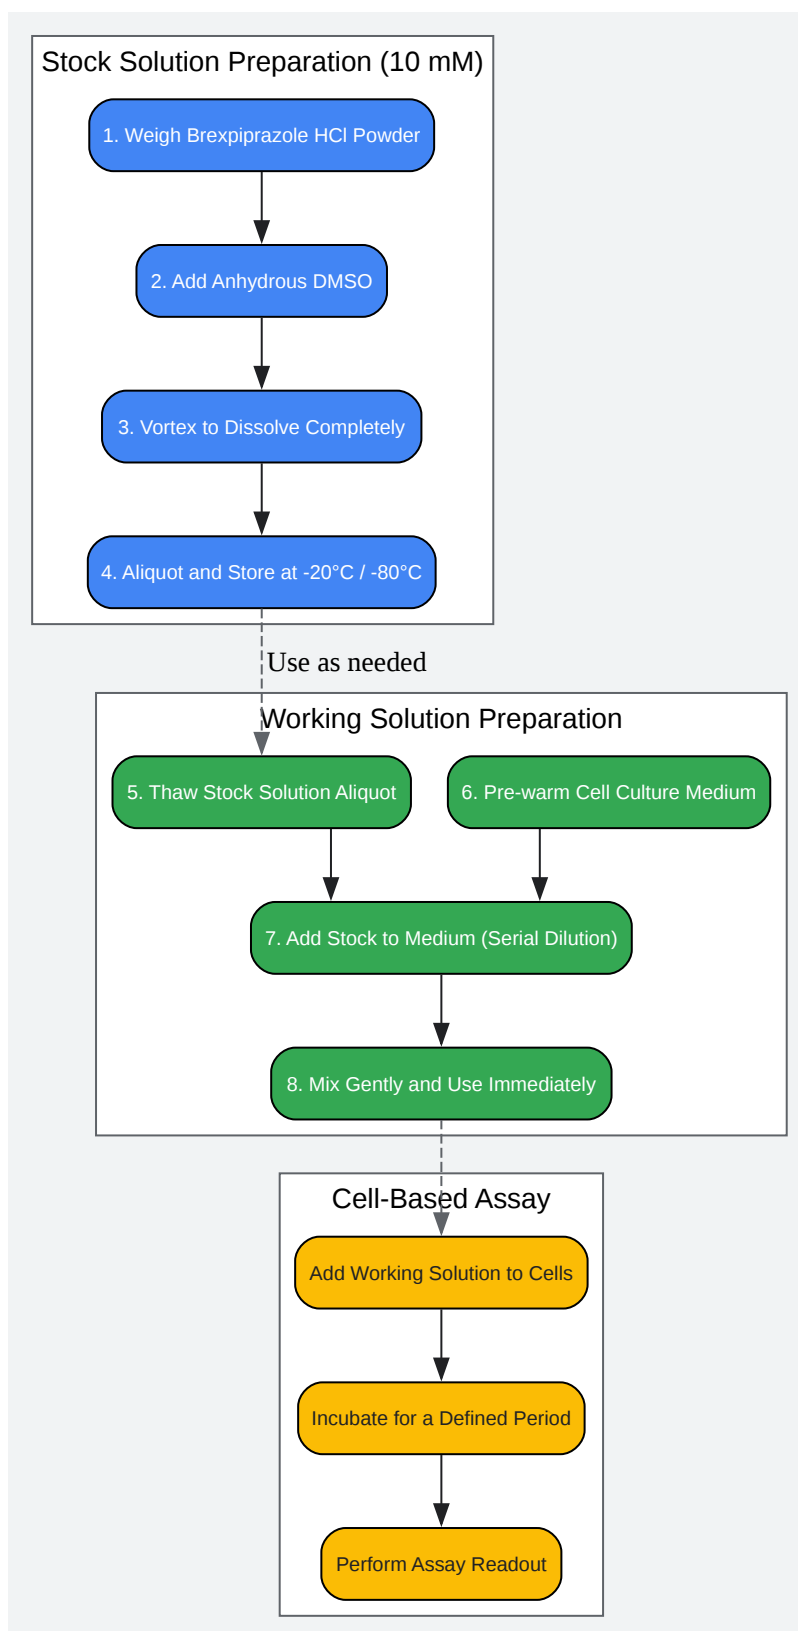 Stock Solution Preparation (10 mM)
1. Weigh Brexpiprazole HCl Powder
2. Add Anhydrous DMSO
3. Vortex to Dissolve Completely
4. Aliquot and Store at -20°C / -80°C
Use as needed
Working Solution Preparation
5. Thaw Stock Solution Aliquot
6. Pre-warm Cell Culture Medium
7. Add Stock to Medium (Serial Dilution)
8. Mix Gently and Use Immediately
Cell-Based Assay
Add Working Solution to Cells
Incubate for a Defined Period
Perform Assay Readout